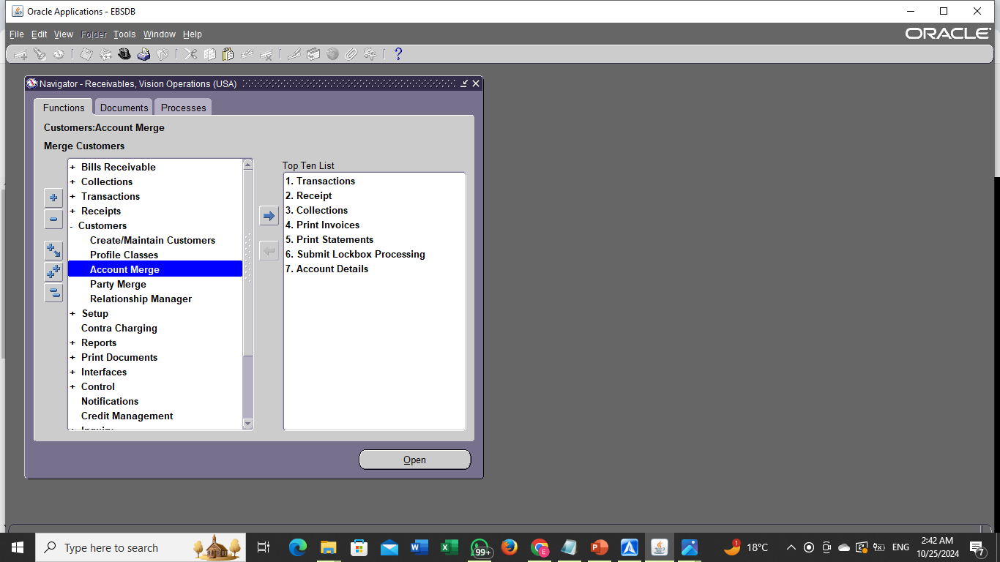 Oracle Applications - EBSDB
File Edit View Folder Tools Window Help
ORACLE
Navigator - Receivables, Vision Operations (USA)
Functions Documents Processes
Customers:Account Merge
Merge Customers
+ Bills Receivable
+ Collections
+ Transactions
+ Receipts
- Customers
Create/Maintain Customers
Profile Classes
Account Merge
Party Merge
Relationship Manager
+ Setup
Contra Charging
+ Reports
+ Print Documents
+ Interfaces
+ Control
Notifications
Credit Management
Top Ten List
1. Transactions
2. Receipt
3. Collections
4. Print Invoices
5. Print Statements
6. Submit Lockbox Processing
7. Account Details
Open
Type here to search
99+
1
18°C
ENG
2:42 AM
10/25/2024
7